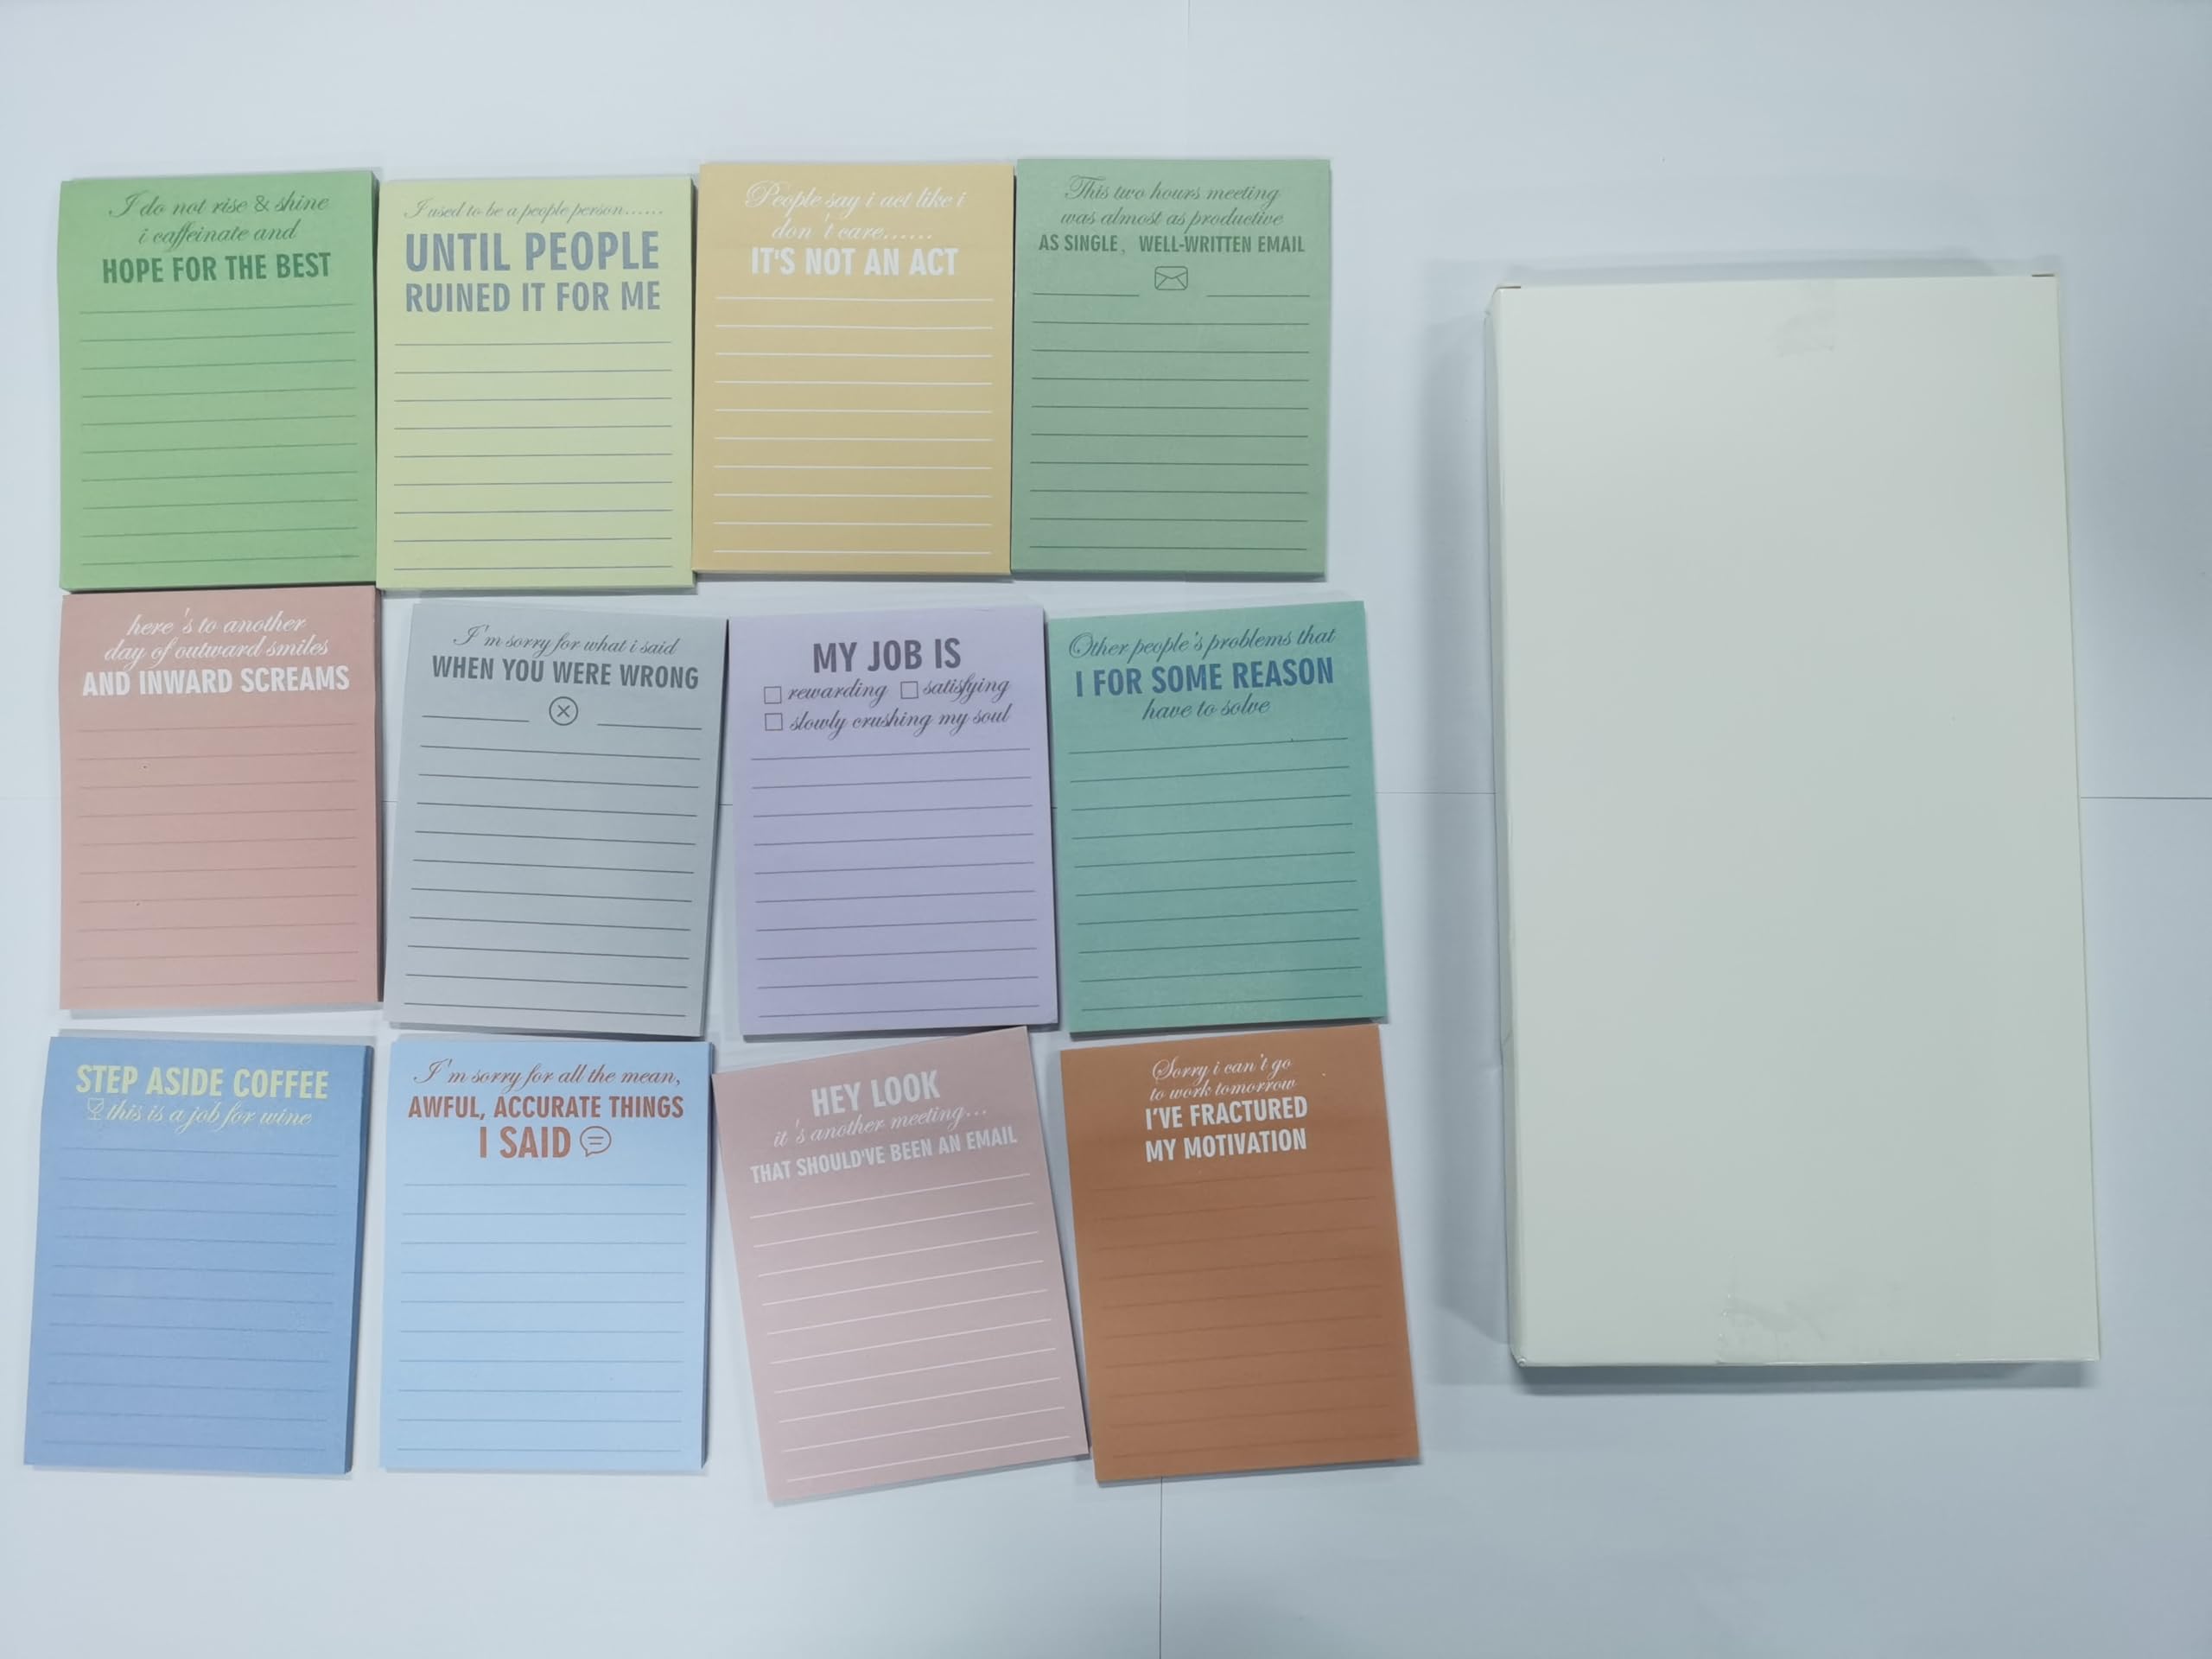 I do not rise & shine
i caffeinate and
HOPE FOR THE BEST
I used to be a people person......
UNTIL PEOPLE
RUINED IT FOR ME
People say i act like i
don't care......
IT'S NOT AN ACT
This two hours meeting
was almost as productive
AS SINGLE, WELL-WRITTEN EMAIL
here's to another
day of outward smiles
AND INWARD SCREAMS
I'm sorry for what i said
WHEN YOU WERE WRONG
MY JOB IS
☐ rewarding ☐ satisfying
☐ slowly crushing my soul
Other people's problems that
I FOR SOME REASON
have to solve
STEP ASIDE COFFEE
this is a job for wine
I'm sorry for all the mean,
AWFUL, ACCURATE THINGS
I SAID
HEY LOOK
it's another meeting...
THAT SHOULD'VE BEEN AN EMAIL
Sorry i can't go
to work tomorrow
I'VE FRACTURED
MY MOTIVATION